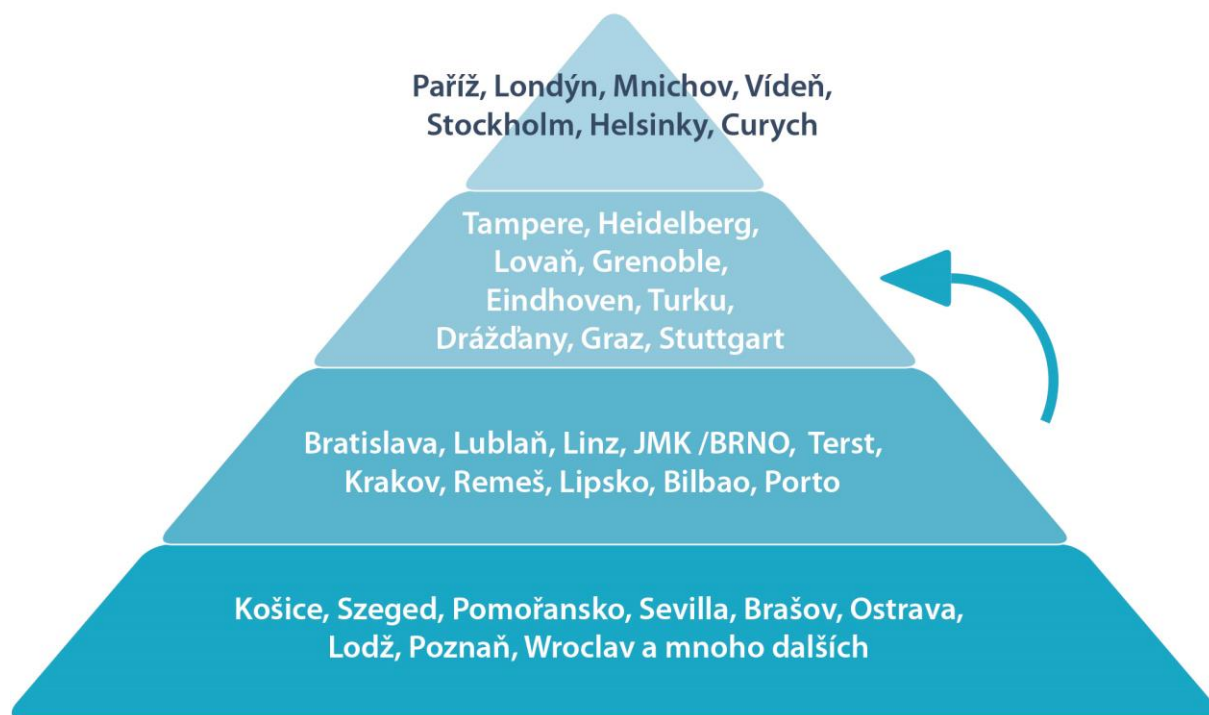 Paříž, Londýn, Mnichov, Vídeň,
Stockholm, Helsinky, Curych
Tampere, Heidelberg,
Lovaň, Grenoble,
Eindhoven, Turku,
Drážďany, Graz, Stuttgart
Bratislava, Lublaň, Linz, JMK /BRNO, Terst,
Krakov, Remeš, Lipsko, Bilbao, Porto
Košice, Szeged, Pomořansko, Sevilla, Brašov, Ostrava,
Lodž, Poznaň, Wroclav a mnoho dalších